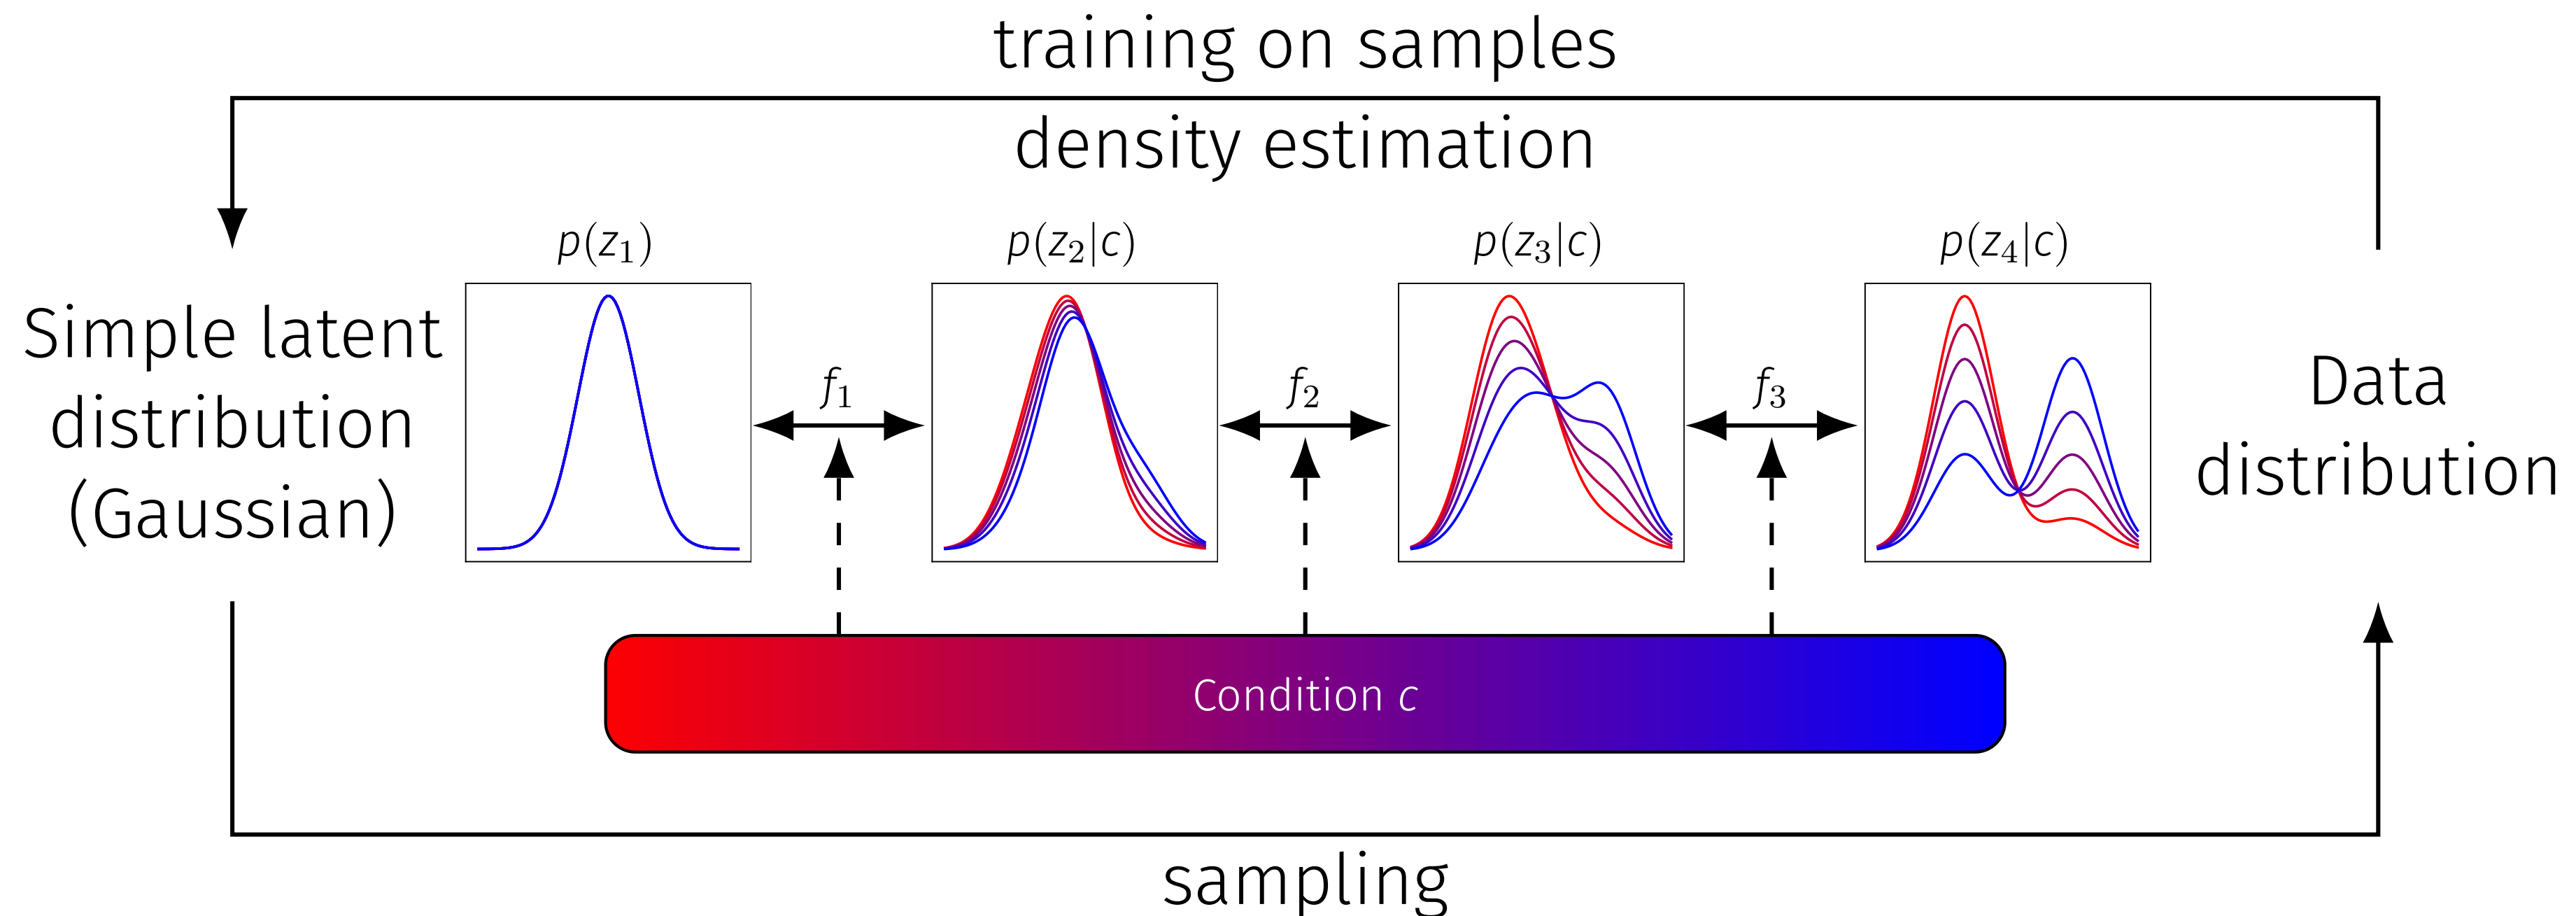 training on samples
density estimation
p(z₁)
p(z₂|c)
p(z₃|c)
p(z₄|c)
Simple latent
distribution
(Gaussian)
f₁
f₂
f₃
Data
distribution
Condition c
sampling